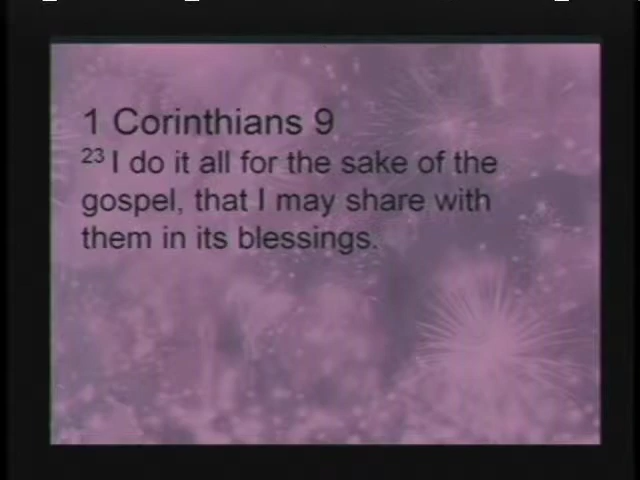 1 Corinthians 9
23 I do it all for the sake of the
gospel, that I may share with
them in its blessings.